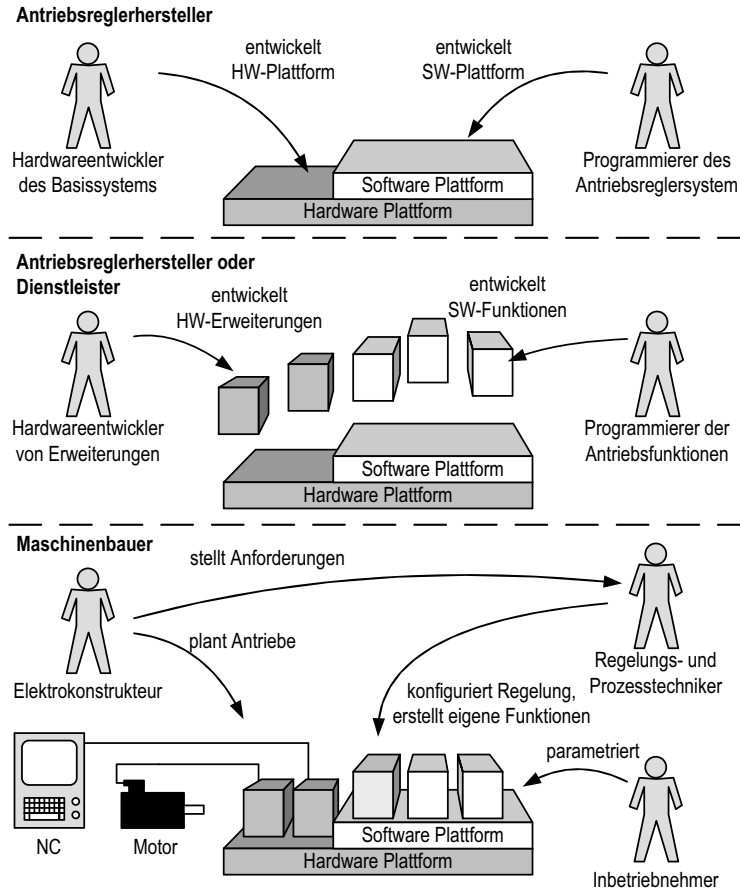 Antriebsreglerhersteller
entwickelt
HW-Plattform
entwickelt
SW-Plattform
Hardwareentwickler
des Basissystems
Programmierer des
Antriebsreglersystem
Software Plattform
Hardware Plattform
Antriebsreglerhersteller oder
Dienstleister
entwickelt
HW-Erweiterungen
entwickelt
SW-Funktionen
Hardwareentwickler
von Erweiterungen
Programmierer der
Antriebsfunktionen
Software Plattform
Hardware Plattform
Maschinenbauer
stellt Anforderungen
plant Antriebe
Elektrokonstrukteur
Regelungs- und
Prozesstechniker
konfiguriert Regelung,
erstellt eigene Funktionen
parametriert
NC
Motor
Software Plattform
Hardware Plattform
Inbetriebnehmer